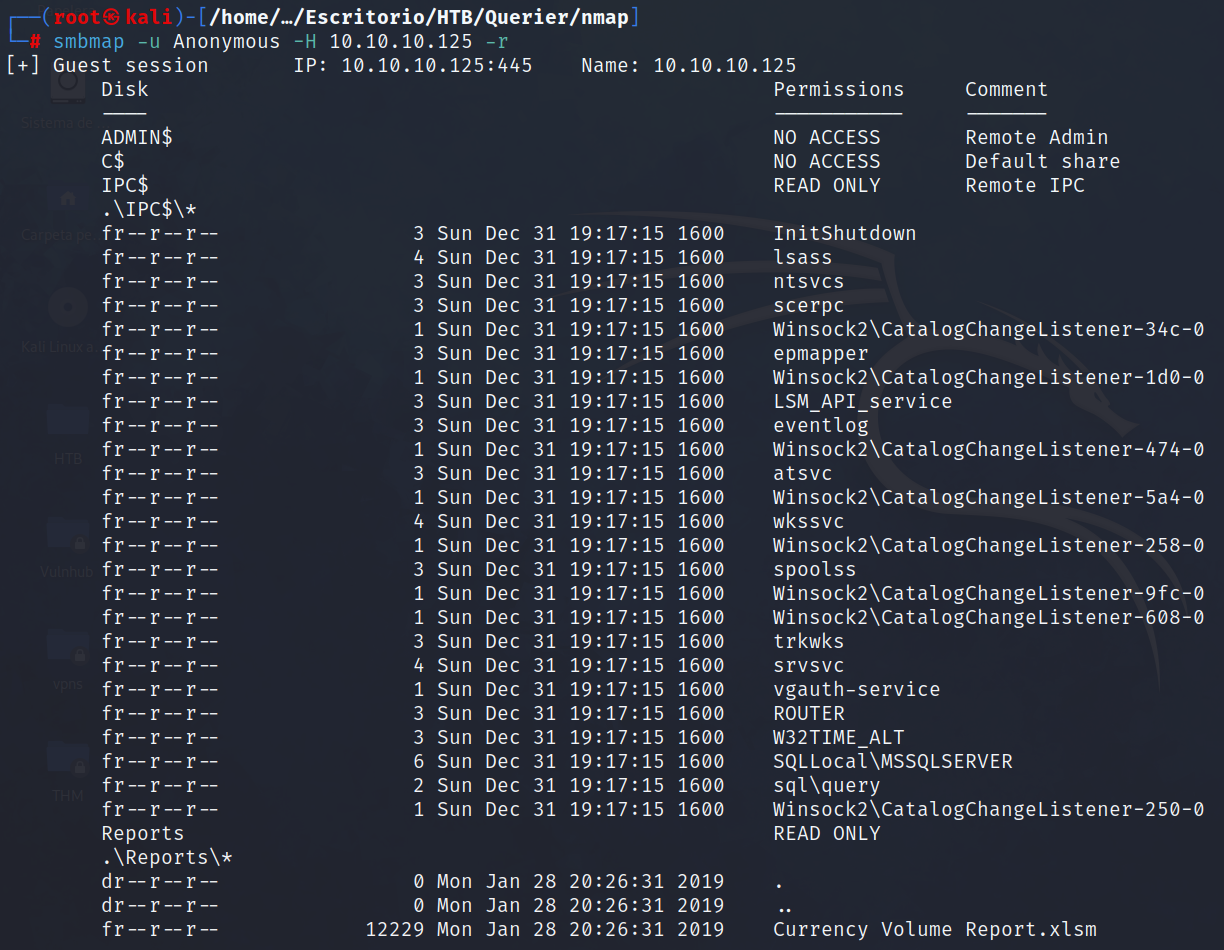 ┌──(root㉿kali)-[/home/…/Escritorio/HTB/Querier/nmap]
└─# smbmap -u Anonymous -H 10.10.10.125 -r
[+] Guest session       IP: 10.10.10.125:445    Name: 10.10.10.125
Disk Permissions Comment
---- ----------- -------
ADMIN$ NO ACCESS Remote Admin
C$ NO ACCESS Default share
IPC$ READ ONLY Remote IPC
.\IPC$\*
fr--r--r-- 3 Sun Dec 31 19:17:15 1600 InitShutdown
fr--r--r-- 4 Sun Dec 31 19:17:15 1600 lsass
fr--r--r-- 3 Sun Dec 31 19:17:15 1600 ntsvcs
fr--r--r-- 3 Sun Dec 31 19:17:15 1600 scerpc
fr--r--r-- 1 Sun Dec 31 19:17:15 1600 Winsock2\CatalogChangeListener-34c-0
fr--r--r-- 3 Sun Dec 31 19:17:15 1600 epmapper
fr--r--r-- 1 Sun Dec 31 19:17:15 1600 Winsock2\CatalogChangeListener-1d0-0
fr--r--r-- 3 Sun Dec 31 19:17:15 1600 LSM_API_service
fr--r--r-- 3 Sun Dec 31 19:17:15 1600 eventlog
fr--r--r-- 1 Sun Dec 31 19:17:15 1600 Winsock2\CatalogChangeListener-474-0
fr--r--r-- 3 Sun Dec 31 19:17:15 1600 atsvc
fr--r--r-- 1 Sun Dec 31 19:17:15 1600 Winsock2\CatalogChangeListener-5a4-0
fr--r--r-- 4 Sun Dec 31 19:17:15 1600 wkssvc
fr--r--r-- 1 Sun Dec 31 19:17:15 1600 Winsock2\CatalogChangeListener-258-0
fr--r--r-- 3 Sun Dec 31 19:17:15 1600 spoolss
fr--r--r-- 1 Sun Dec 31 19:17:15 1600 Winsock2\CatalogChangeListener-9fc-0
fr--r--r-- 1 Sun Dec 31 19:17:15 1600 Winsock2\CatalogChangeListener-608-0
fr--r--r-- 3 Sun Dec 31 19:17:15 1600 trkwks
fr--r--r-- 4 Sun Dec 31 19:17:15 1600 srvsvc
fr--r--r-- 1 Sun Dec 31 19:17:15 1600 vgauth-service
fr--r--r-- 3 Sun Dec 31 19:17:15 1600 ROUTER
fr--r--r-- 3 Sun Dec 31 19:17:15 1600 W32TIME_ALT
fr--r--r-- 6 Sun Dec 31 19:17:15 1600 SQLLocal\MSSQLSERVER
fr--r--r-- 2 Sun Dec 31 19:17:15 1600 sql\query
fr--r--r-- 1 Sun Dec 31 19:17:15 1600 Winsock2\CatalogChangeListener-250-0
Reports READ ONLY
.\Reports\*
dr--r--r-- 0 Mon Jan 28 20:26:31 2019 .
dr--r--r-- 0 Mon Jan 28 20:26:31 2019 ..
fr--r--r-- 12229 Mon Jan 28 20:26:31 2019 Currency Volume Report.xlsm
Sistema de
Carpeta pe
Kali Linux a
HTB
Vulnhub
vpns
THM